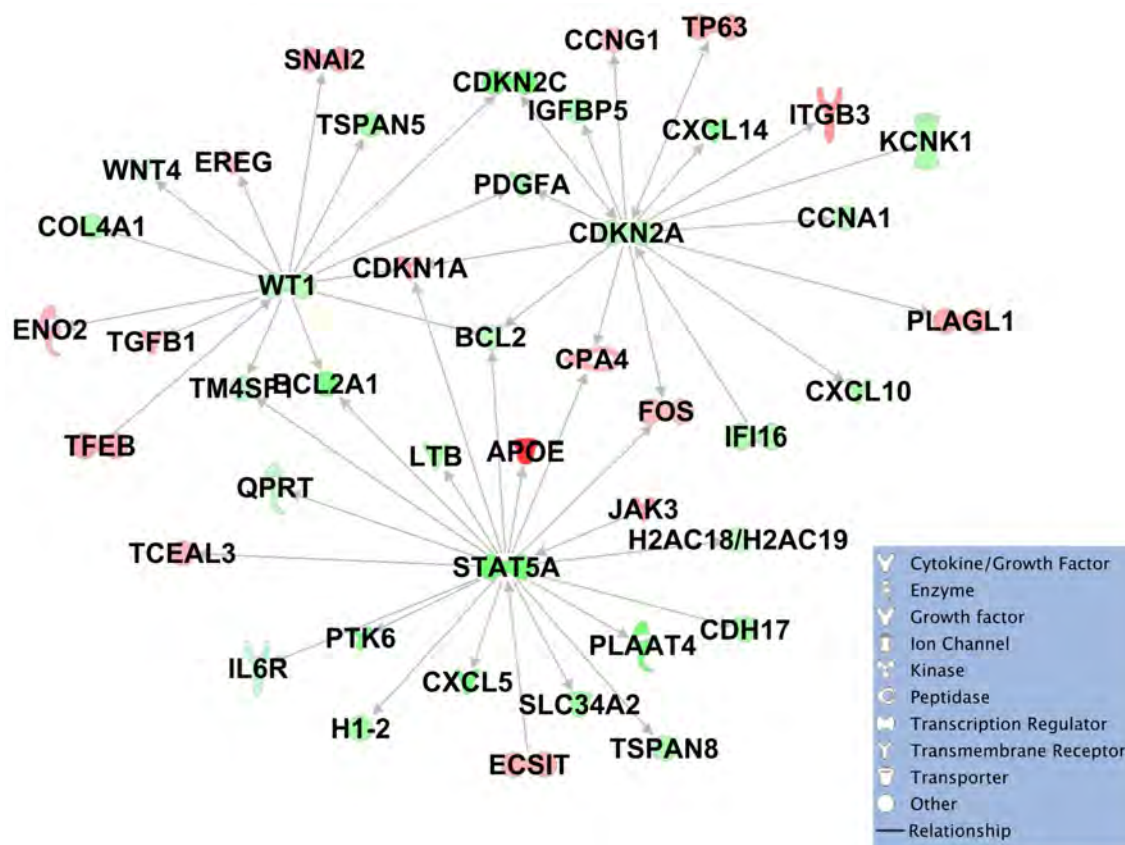 TP63
CCNG1
SNAI2
CDKN2C
IGFBP5
ITGB3
TSPAN5
CXCL14
KCNK1
WNT4
EREG
PDGFA
COL4A1
CCNA1
CDKN2A
CDKN1A
WT1
ENO2
TGFB1
BCL2
PLAGL1
CPA4
TM4SF1
BCL2A1
CXCL10
FOS
TFEB
IFI16
LTB
APOE
QPRT
JAK3
H2AC18/H2AC19
TCEAL3
STAT5A
PTK6
PLAAT4
CDH17
IL6R
CXCL5
SLC34A2
H1-2
TSPAN8
ECSIT
Cytokine/Growth Factor
Enzyme
Growth factor
Ion Channel
Kinase
Peptidase
Transcription Regulator
Transmembrane Receptor
Transporter
Other
Relationship